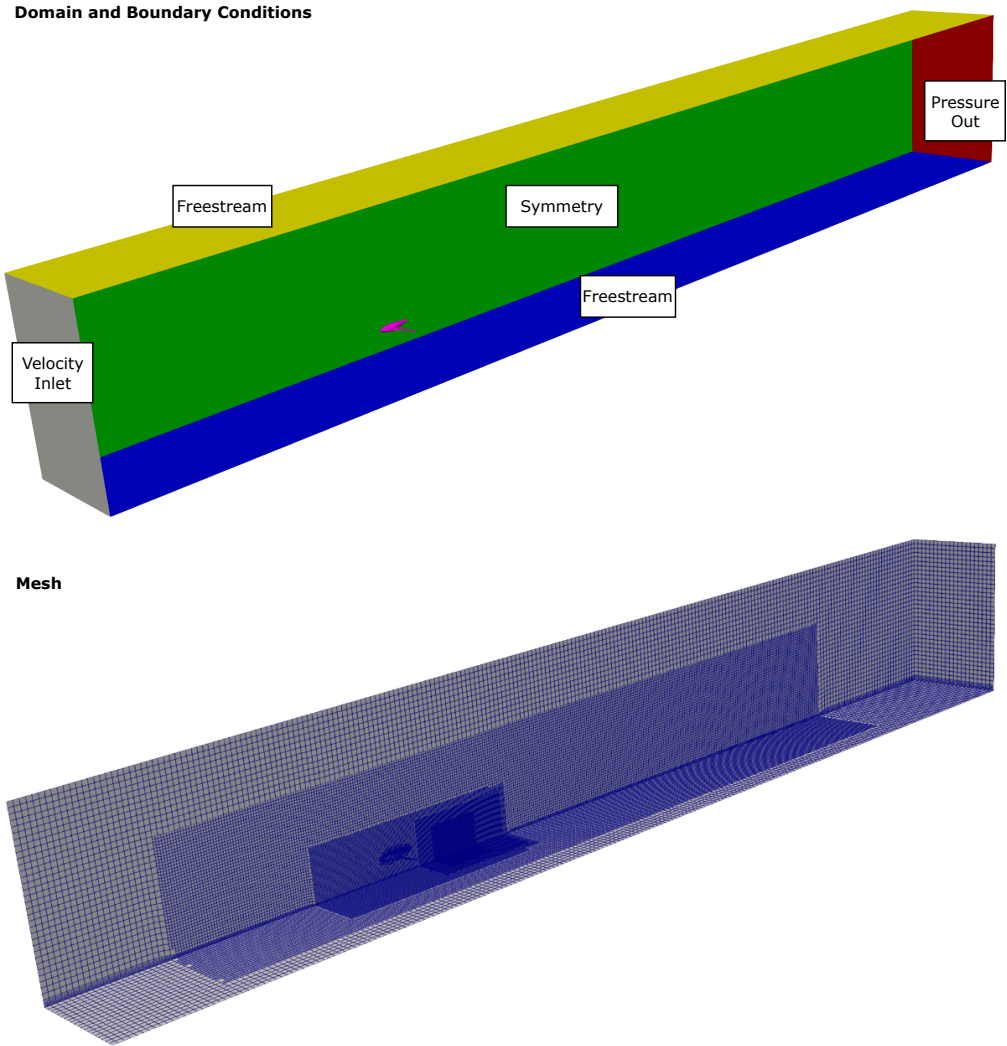 Domain and Boundary Conditions
Pressure
Out
Freestream
Symmetry
Freestream
Velocity
Inlet
Mesh